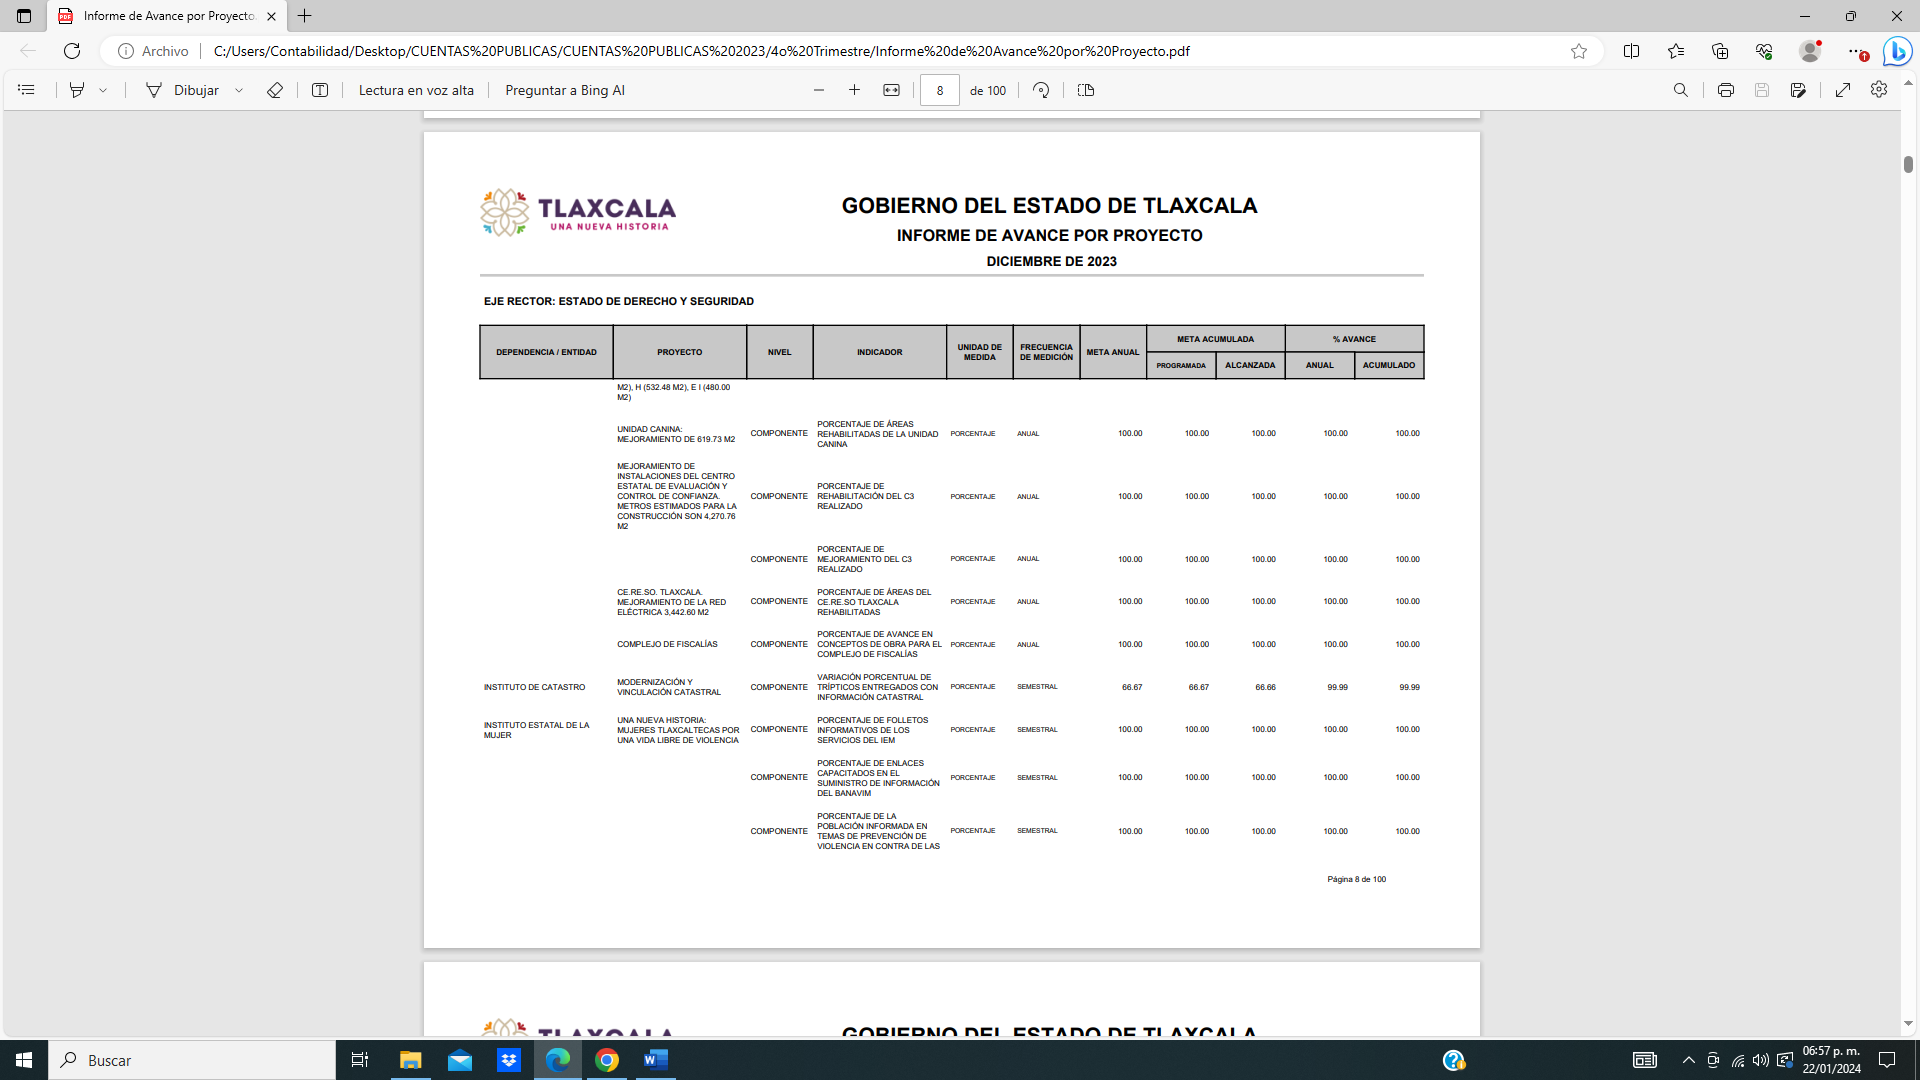 Informe de Avance por Proyecto.
Archivo
C:/Users/Contabilidad/Desktop/CUENTAS%20PUBLICAS/CUENTAS%20PUBLICAS%202023/4o%20Trimestre/Informe%20de%20Avance%20por%20Proyecto.pdf
Dibujar
Lectura en voz alta
Preguntar a Bing AI
8 de 100
TLAXCALA
UNA NUEVA HISTORIA
GOBIERNO DEL ESTADO DE TLAXCALA
INFORME DE AVANCE POR PROYECTO
DICIEMBRE DE 2023
EJE RECTOR: ESTADO DE DERECHO Y SEGURIDAD
DEPENDENCIA / ENTIDAD
PROYECTO
NIVEL
INDICADOR
UNIDAD DE
MEDIDA
FRECUENCIA
DE MEDICIÓN
META ANUAL
META ACUMULADA
PROGRAMADA
ALCANZADA
% AVANCE
ANUAL
ACUMULADO
M2), H (532.48 M2), E I (480.00
M2)
UNIDAD CANINA:
MEJORAMIENTO DE 619.73 M2
COMPONENTE
PORCENTAJE DE ÁREAS
REHABILITADAS DE LA UNIDAD
CANINA
PORCENTAJE
ANUAL
100.00 100.00 100.00 100.00 100.00
MEJORAMIENTO DE
INSTALACIONES DEL CENTRO
ESTATAL DE EVALUACIÓN Y
CONTROL DE CONFIANZA.
METROS ESTIMADOS PARA LA
CONSTRUCCIÓN SON 4,270.76
M2
COMPONENTE
PORCENTAJE DE
REHABILITACIÓN DEL C3
REALIZADO
PORCENTAJE
ANUAL
100.00 100.00 100.00 100.00 100.00
COMPONENTE
PORCENTAJE DE
MEJORAMIENTO DEL C3
REALIZADO
PORCENTAJE
ANUAL
100.00 100.00 100.00 100.00 100.00
CE.RE.SO. TLAXCALA.
MEJORAMIENTO DE LA RED
ELÉCTRICA 3,442.60 M2
COMPONENTE
PORCENTAJE DE ÁREAS DEL
CE.RE.SO TLAXCALA
REHABILITADAS
PORCENTAJE
ANUAL
100.00 100.00 100.00 100.00 100.00
COMPLEJO DE FISCALÍAS
COMPONENTE
PORCENTAJE DE AVANCE EN
CONCEPTOS DE OBRA PARA EL
COMPLEJO DE FISCALÍAS
PORCENTAJE
ANUAL
100.00 100.00 100.00 100.00 100.00
INSTITUTO DE CATASTRO
MODERNIZACIÓN Y
VINCULACIÓN CATASTRAL
COMPONENTE
VARIACIÓN PORCENTUAL DE
TRÍPTICOS ENTREGADOS CON
INFORMACIÓN CATASTRAL
PORCENTAJE
SEMESTRAL
66.67 66.67 66.66 99.99 99.99
INSTITUTO ESTATAL DE LA
MUJER
UNA NUEVA HISTORIA:
MUJERES TLAXCALTECAS POR
UNA VIDA LIBRE DE VIOLENCIA
COMPONENTE
PORCENTAJE DE FOLLETOS
INFORMATIVOS DE LOS
SERVICIOS DEL IEM
PORCENTAJE
SEMESTRAL
100.00 100.00 100.00 100.00 100.00
COMPONENTE
PORCENTAJE DE ENLACES
CAPACITADOS EN EL
SUMINISTRO DE INFORMACIÓN
DEL BANAVIM
PORCENTAJE
SEMESTRAL
100.00 100.00 100.00 100.00 100.00
COMPONENTE
PORCENTAJE DE LA
POBLACIÓN INFORMADA EN
TEMAS DE PREVENCIÓN DE
VIOLENCIA EN CONTRA DE LAS
PORCENTAJE
SEMESTRAL
100.00 100.00 100.00 100.00 100.00
Página 8 de 100
TLAXCALA
GOBIERNO DEL ESTADO DE TLAXCALA
Buscar
06:57 p. m.
22/01/2024